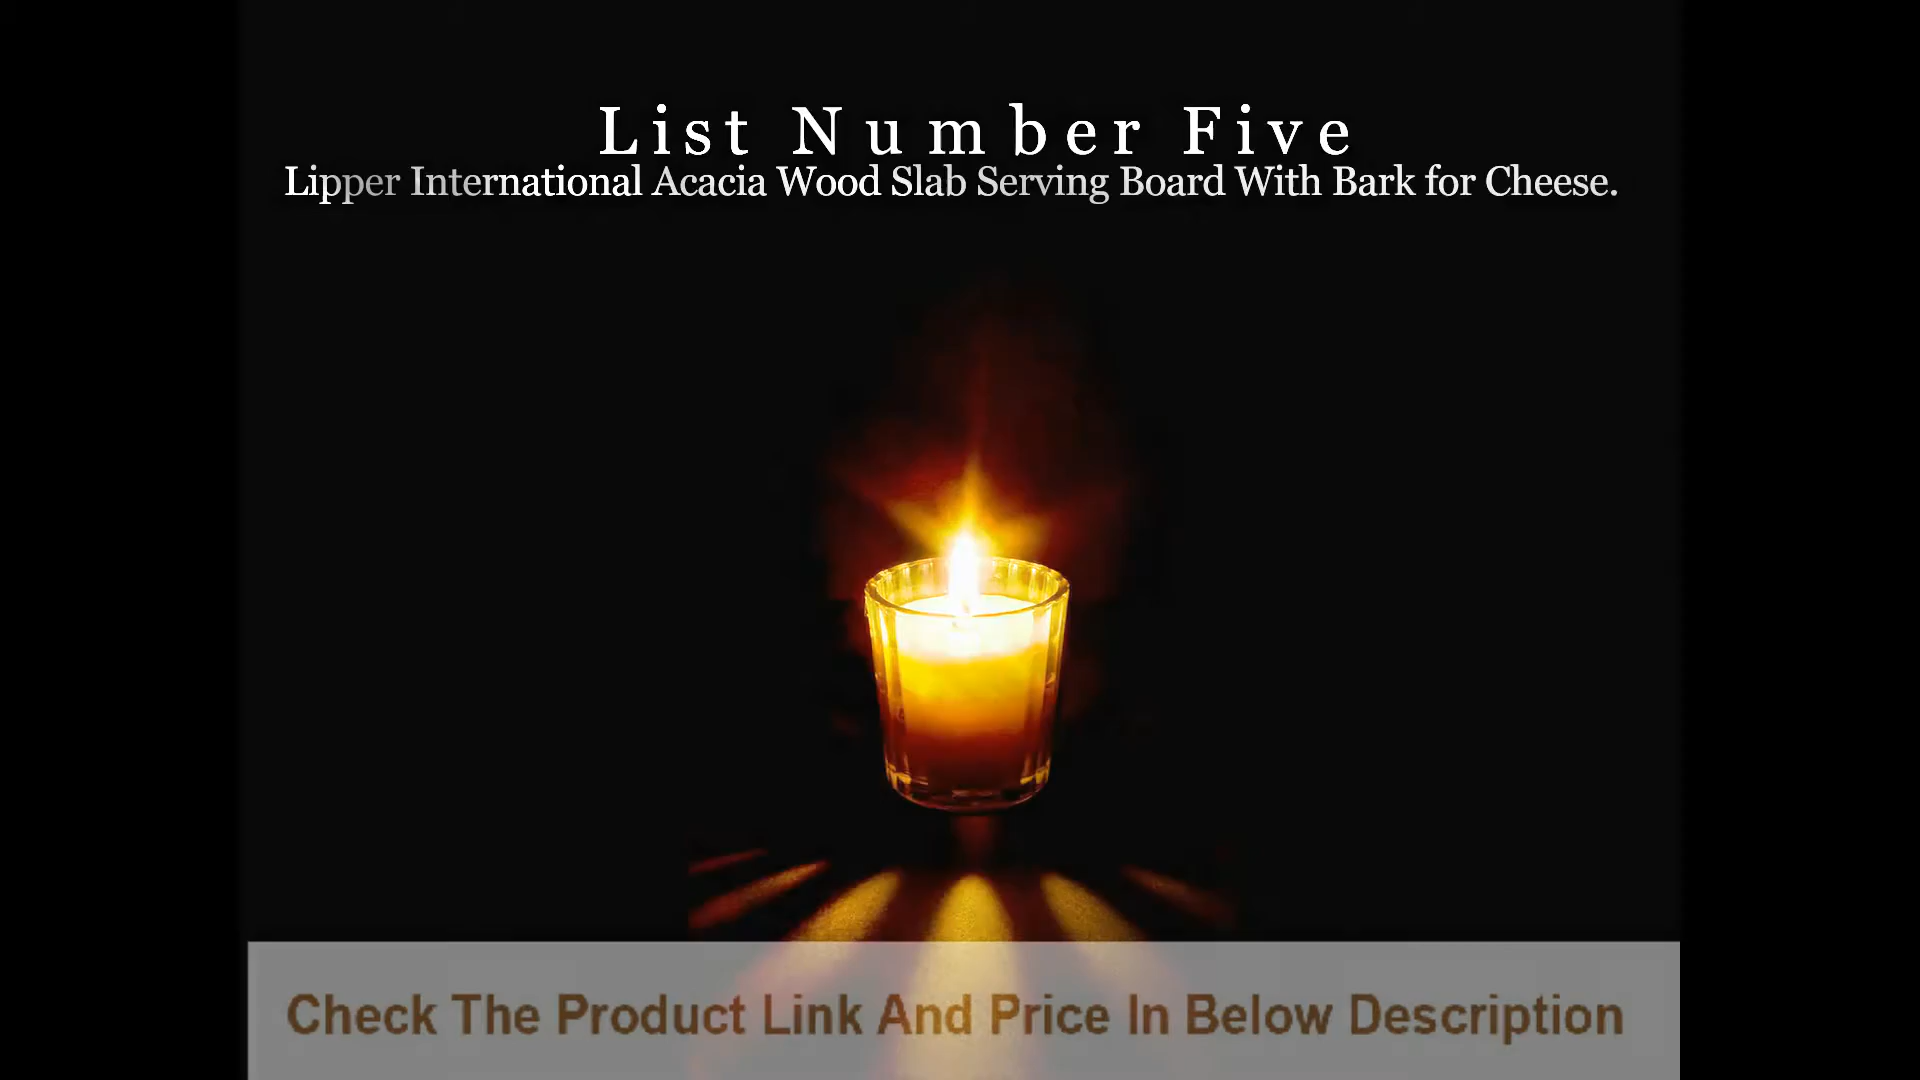 List Number Five
Lipper International Acacia Wood Slab Serving Board With Bark for Cheese.
Check The Product Link And Price In Below Description